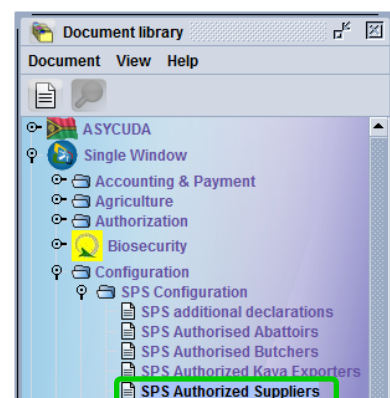 Document library
Document View Help
ASYCUDA
Single Window
Accounting & Payment
Agriculture
Authorization
Biosecurity
Configuration
SPS Configuration
SPS additional declarations
SPS Authorised Abattoirs
SPS Authorised Butchers
SPS Authorized Kava Exporters
SPS Authorized Suppliers